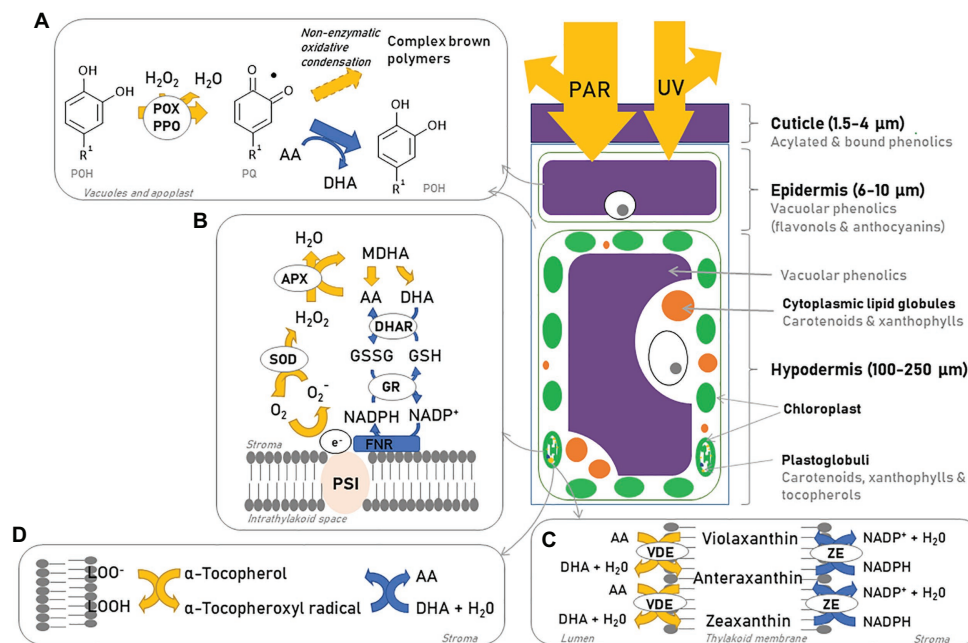 A
OH
OH
R¹
POH
H₂O₂
H₂O
POX
PPO
O
O
•
R¹
PQ
Non-enzymatic
oxidative
condensation
Complex brown
polymers
AA
DHA
OH
OH
R¹
POH
Vacuoles and apoplast
PAR
UV
Cuticle (1.5-4 µm)
Acylated & bound phenolics
Epidermis (6-10 µm)
Vacuolar phenolics
(flavonols & anthocyanins)
Vacuolar phenolics
Cytoplasmic lipid globules
Carotenoids & xanthophylls
Hypodermis (100-250 µm)
Chloroplast
Plastoglobuli
Carotenoids, xanthophylls &
tocopherols
B
H₂O
APX
MDHA
AA
DHA
H₂O₂
DHAR
GSSG
GSH
SOD
GR
O₂
O₂⁻
NADPH
NADP⁺
e⁻
FNR
Stroma
PSI
Intrathylakoid space
D
LOO⁻
LOOH
α-Tocopherol
α-Tocopheroxyl radical
AA
DHA + H₂O
Stroma
C
AA
VDE
DHA + H₂O
AA
VDE
DHA + H₂O
Violaxanthin
Anteraxanthin
Zeaxanthin
NADP⁺ + H₂O
ZE
NADPH
NADP⁺ + H₂O
ZE
NADPH
Lumen
Thylakoid membrane
Stroma